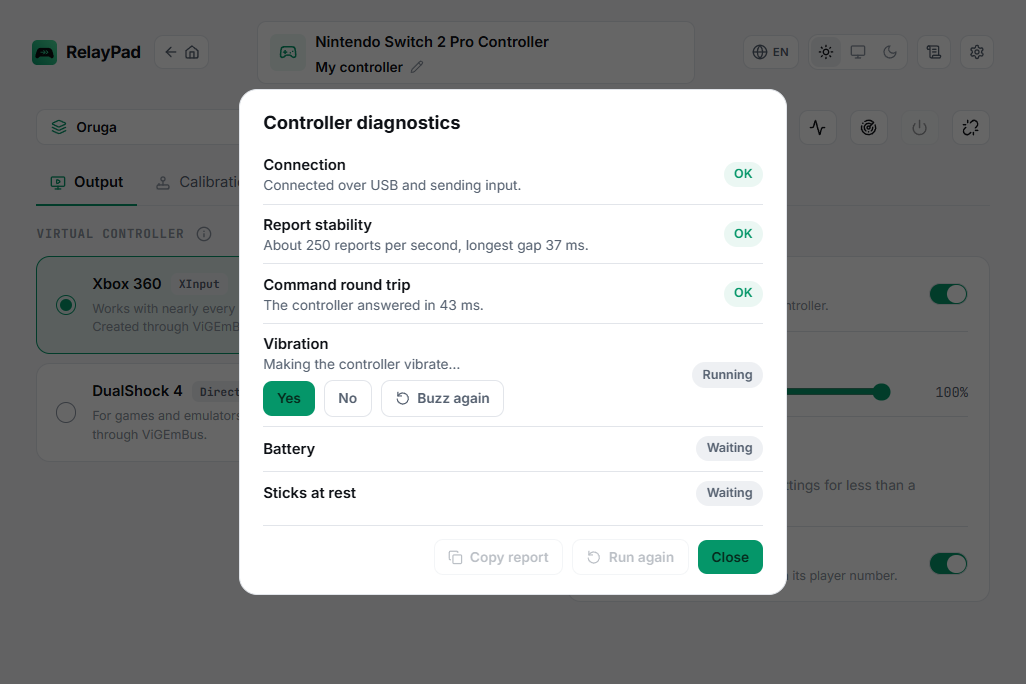 RelayPad
Nintendo Switch 2 Pro Controller
My controller
EN
Oruga
Output
Calibrati
VIRTUAL CONTROLLER
Xbox 360 XInput
Works with nearly every
Created through ViGEmB
DualShock 4 Direct
For games and emulators
through ViGEmBus.
ntroller.
100%
ttings for less than a
its player number.
Controller diagnostics
Connection
Connected over USB and sending input.
OK
Report stability
About 250 reports per second, longest gap 37 ms.
OK
Command round trip
The controller answered in 43 ms.
OK
Vibration
Making the controller vibrate...
Running
Yes No Buzz again
Battery
Waiting
Sticks at rest
Waiting
Copy report Run again Close